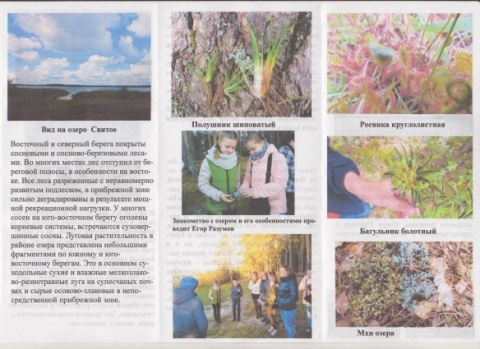 Вид на озеро Святое
Восточный и северный берега покрыты
сосновыми и сосново-березовыми леса-
ми. Во многих местах лес отступил от бе-
реговой полосы, в особенности на восто-
ке. Все леса разреженные с неравномерно
развитым подлеском, в прибрежной зоне
сильно деградированы в результате мощ-
ной рекреационной нагрузки. У многих
сосен на юго-восточном берегу оголены
корневые системы, встречаются суховер-
шинные сосны. Луговая растительность в
районе озера представлена небольшими
фрагментами по южному и юго-
восточному берегам. Это в основном су-
ходольные сухие и влажные мелкозлако-
во-разнотравные луга на супесчаных поч-
вах и сырые осоково-злаковые в непо-
средственной прибрежной зоне.
Полушник шиповатый
Знакомство с озером и его особенностями про-
водит Егор Разумов
Росянка круглолистная
Багульник болотный
Мхи озера